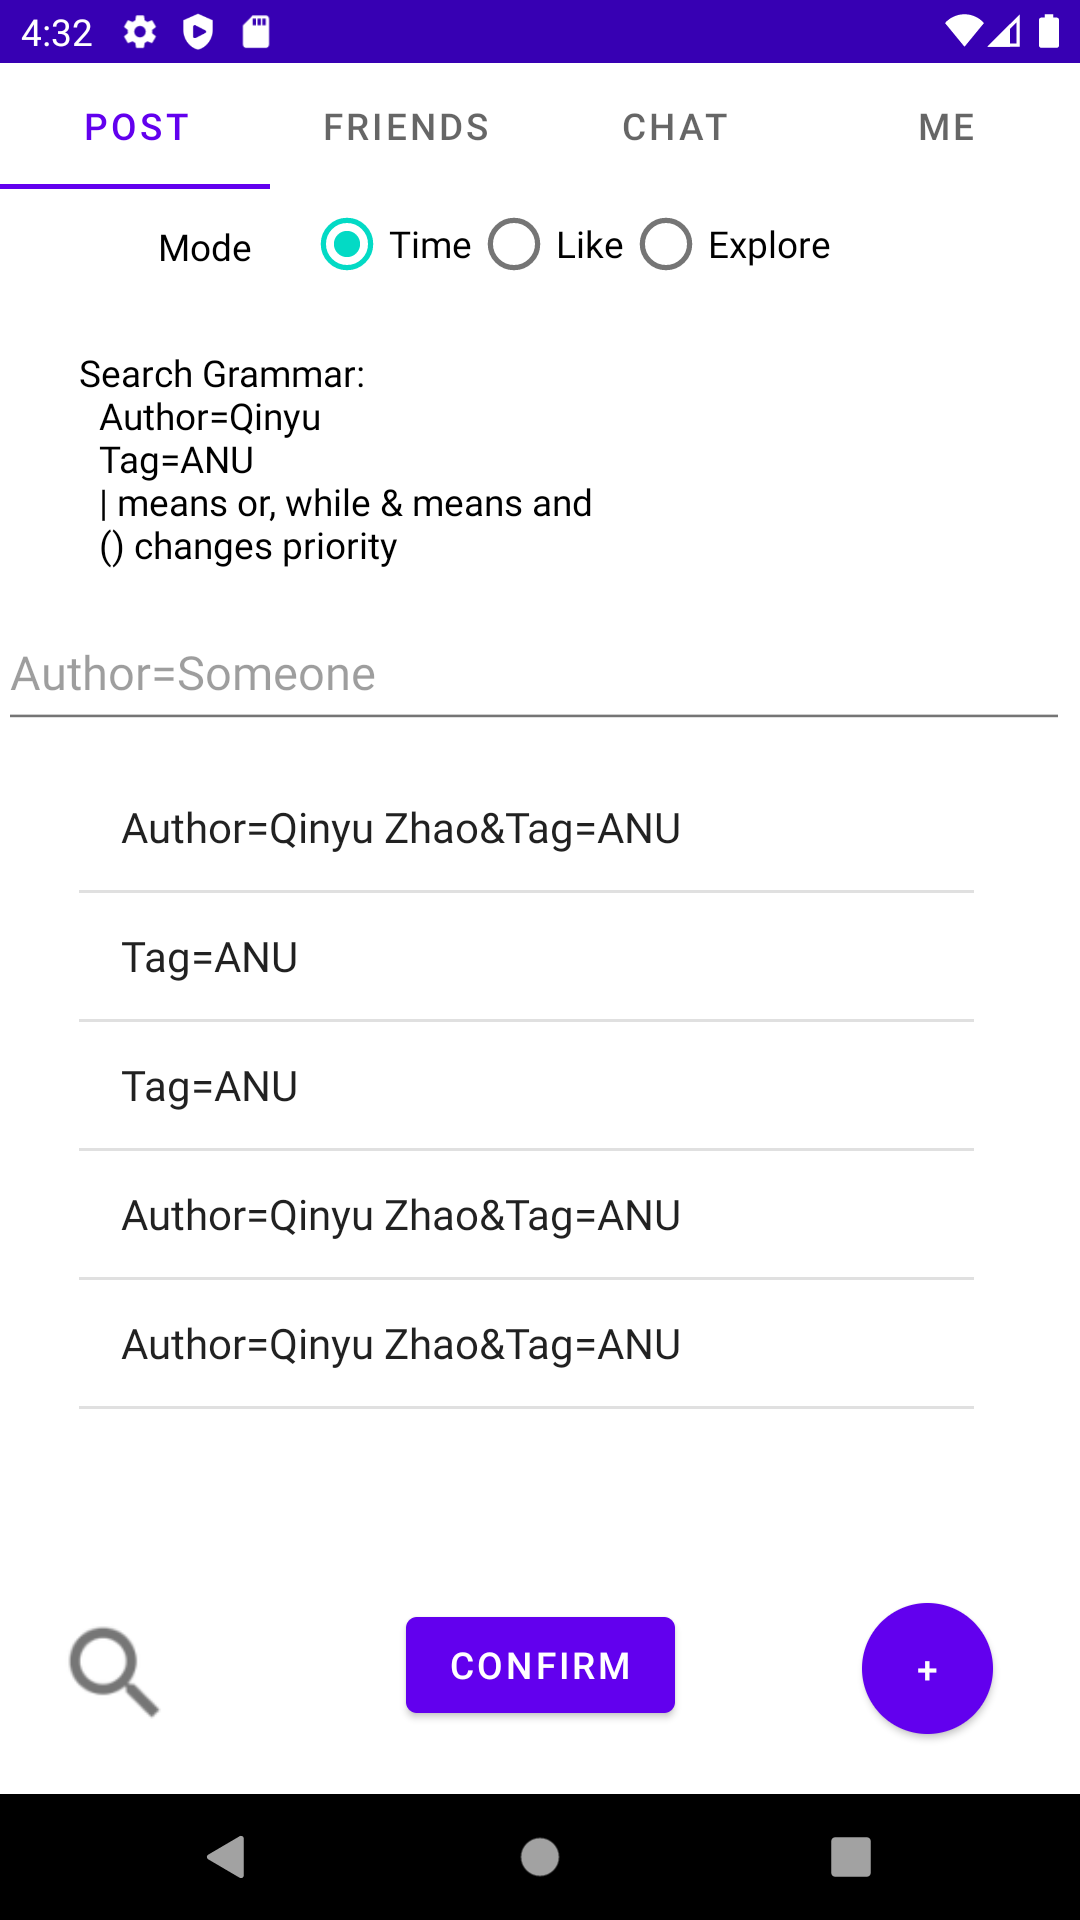 4:32
POST FRIENDS CHAT ME
Mode Time Like Explore
Search Grammar:
Author=Qinyu
Tag=ANU
| means or, while & means and
() changes priority
Author=Someone
Author=Qinyu Zhao&Tag=ANU
Tag=ANU
Tag=ANU
Author=Qinyu Zhao&Tag=ANU
Author=Qinyu Zhao&Tag=ANU
CONFIRM +